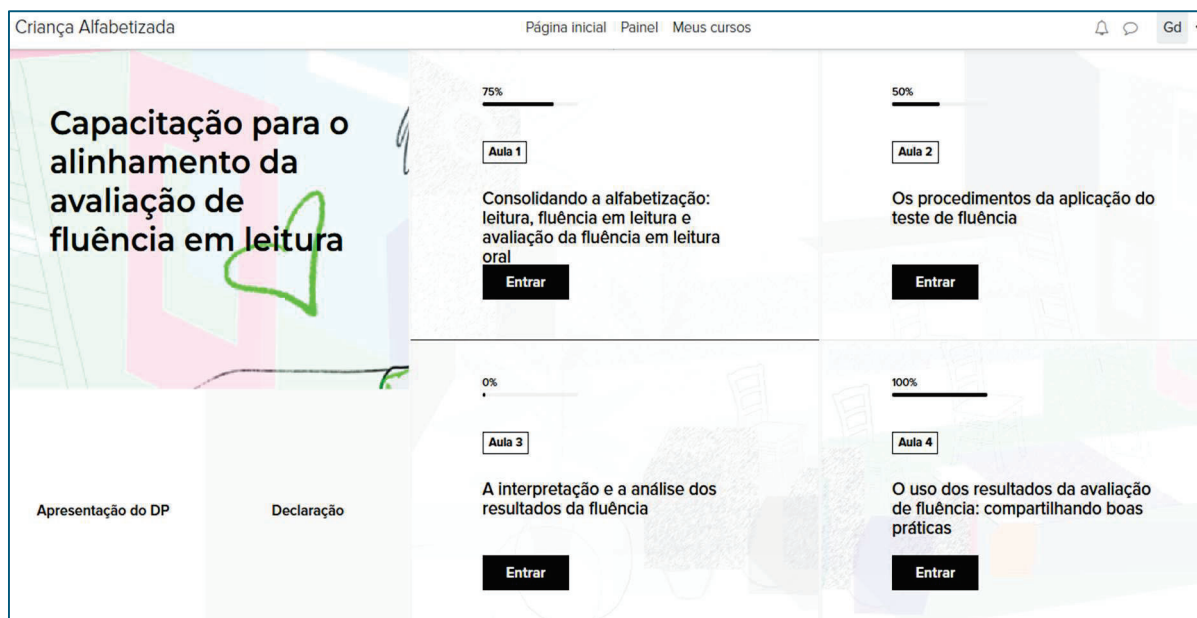 Criança Alfabetizada
Página inicial Painel Meus cursos
Gd
Capacitação para o
alinhamento da
avaliação de
fluência em leitura
75%
Aula 1
Consolidando a alfabetização:
leitura, fluência em leitura e
avaliação da fluência em leitura
oral
Entrar
50%
Aula 2
Os procedimentos da aplicação do
teste de fluência
Entrar
Apresentação do DP
Declaração
0%
Aula 3
A interpretação e a análise dos
resultados da fluência
Entrar
100%
Aula 4
O uso dos resultados da avaliação
de fluência: compartilhando boas
práticas
Entrar